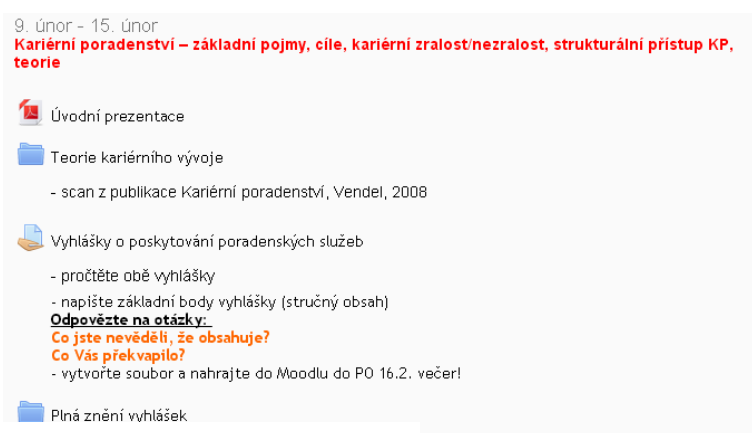 9. únor - 15. únor
Kariérní poradenství – základní pojmy, cíle, kariérní zralost/nezralost, strukturální přístup KP,
teorie
Úvodní prezentace
Teorie kariérního vývoje
- scan z publikace Kariérní poradenství, Vendel, 2008
Vyhlášky o poskytování poradenských služeb
- pročtěte obě vyhlášky
- napište základní body vyhlášky (stručný obsah)
Odpovězte na otázky:
Co jste nevěděli, že obsahuje?
Co Vás překvapilo?
- vytvořte soubor a nahrajte do Moodlu do PO 16.2. večer!
Plná znění vyhlášek